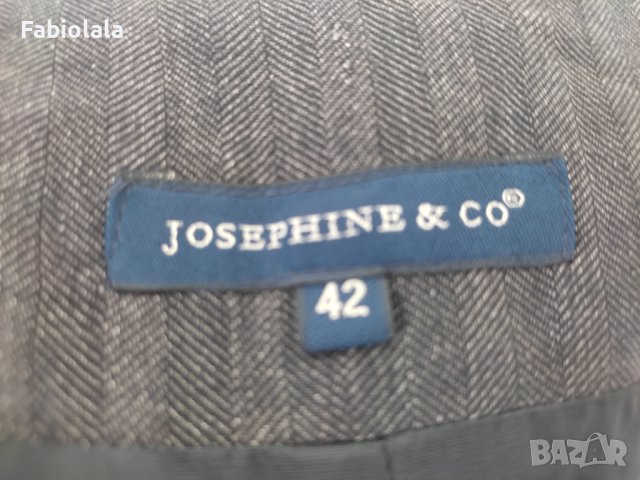 Fabiolala
JOSEPHINE & CO®
42
BAZAR